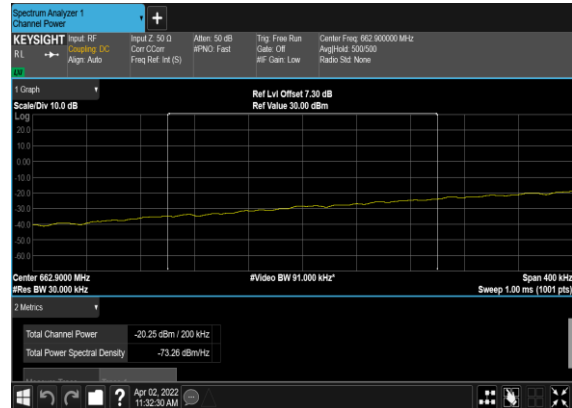 Spectrum Analyzer 1
Channel Power
+
KEYSIGHT Input: RF
RL
Coupling: DC
Align: Auto
Input Z: 50 Ω
Corr CCorr
Freq Ref: Int (S)
Atten: 50 dB
#PNO: Fast
Trig: Free Run
Gate: Off
#IF Gain: Low
Center Freq: 662.900000 MHz
Avg|Hold: 500/500
Radio Std: None
1 Graph
Scale/Div 10.0 dB
Ref Lvl Offset 7.30 dB
Ref Value 30.00 dBm
Log
20.0
10.0
0.00
-10.0
-20.0
-30.0
-40.0
-50.0
-60.0
Center 662.9000 MHz
#Res BW 30.000 kHz
#Video BW 91.000 kHz*
Span 400 kHz
Sweep 1.00 ms (1001 pts)
2 Metrics
Total Channel Power -20.25 dBm / 200 kHz
Total Power Spectral Density -73.26 dBm/Hz
?
Apr 02, 2022
11:32:30 AM